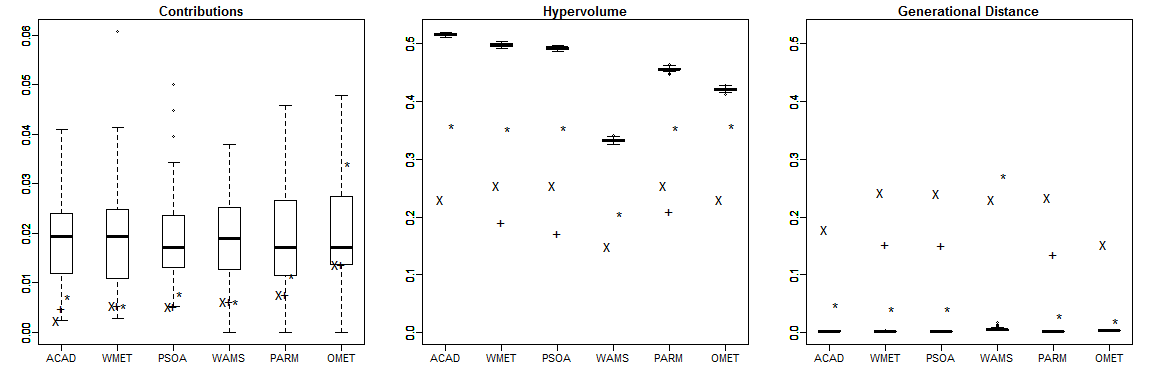 Contributions
0.06
0.05
0.04
0.03
0.02
0.01
0.00
X + *
X + *
X + *
X + *
X + *
X + *
ACAD WMET PSOA WAMS PARM OMET
Hypervolume
0.5
0.4
0.3
0.2
0.1
0.0
* * * * * *
X X X X X X
+ + +
ACAD WMET PSOA WAMS PARM OMET
Generational Distance
0.5
0.4
0.3
0.2
0.1
0.0
X X X X X X
+ + +
* * * * * *
ACAD WMET PSOA WAMS PARM OMET